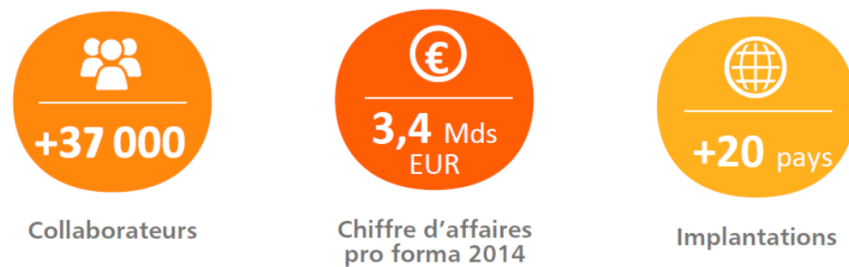 +37 000
Collaborateurs
€
3,4 Mds
EUR
Chiffre d'affaires
pro forma 2014
+20 pays
Implantations